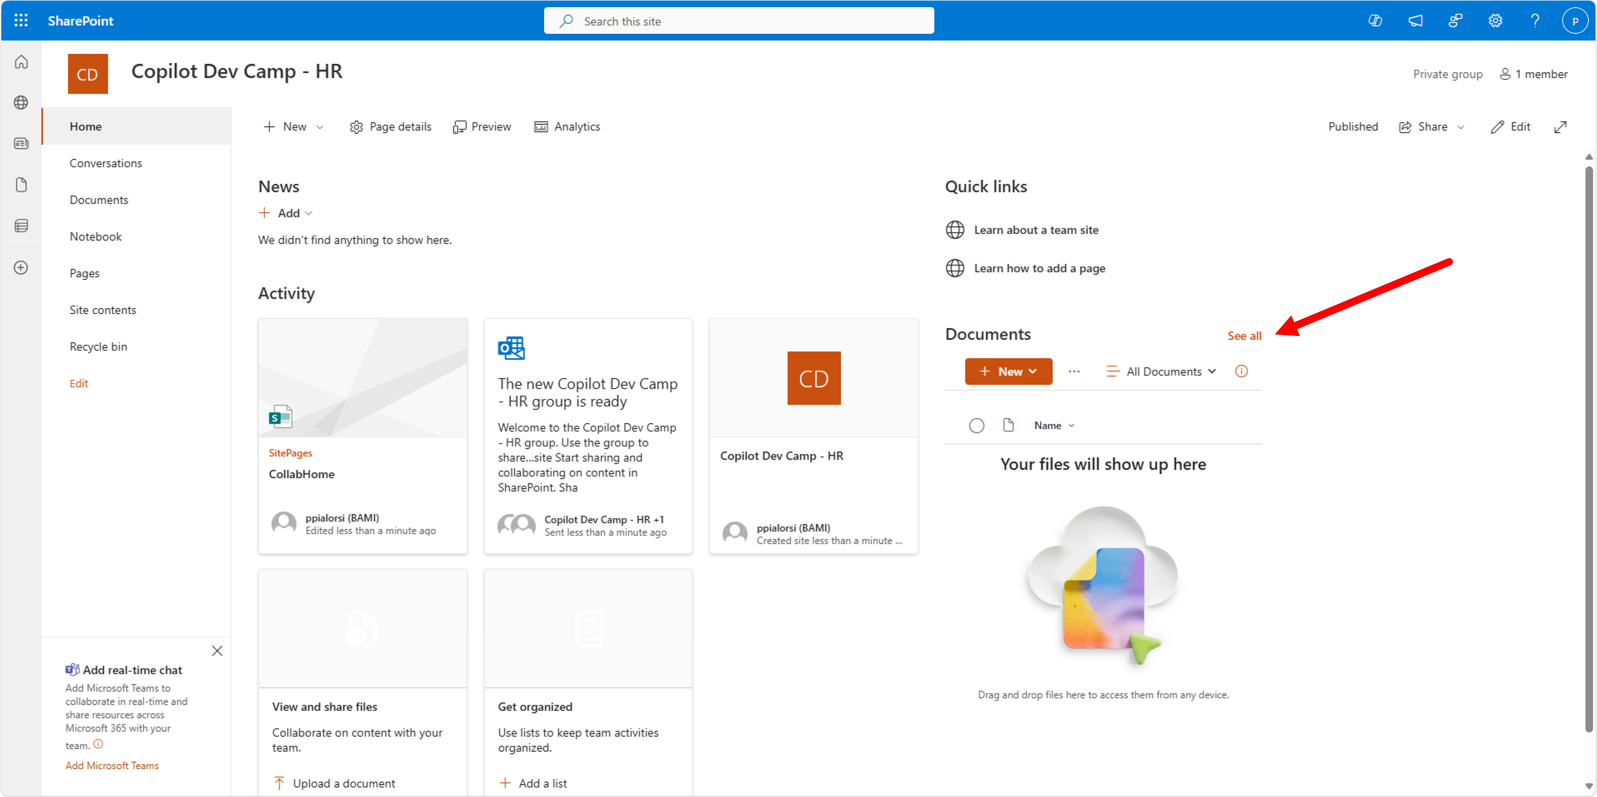 SharePoint
Search this site
?
P
CD
Copilot Dev Camp - HR
Private group
1 member
Home
Conversations
Documents
Notebook
Pages
Site contents
Recycle bin
Edit
New
Page details
Preview
Analytics
Published
Share
Edit
News
Add
We didn't find anything to show here.
Activity
S
SitePages
CollabHome
ppialorsi (BAMI)
Edited less than a minute ago
The new Copilot Dev Camp
- HR group is ready
Welcome to the Copilot Dev Camp
- HR group. Use the group to
share...site Start sharing and
collaborating on content in
SharePoint. Sha
Copilot Dev Camp - HR +1
Sent less than a minute ago
CD
Copilot Dev Camp - HR
ppialorsi (BAMI)
Created site less than a minute ...
View and share files
Collaborate on content with your
team.
Upload a document
Get organized
Use lists to keep team activities
organized.
Add a list
Quick links
Learn about a team site
Learn how to add a page
Documents
See all
New
...
All Documents
Name
Your files will show up here
Drag and drop files here to access them from any device.
Add real-time chat
Add Microsoft Teams to
collaborate in real-time and
share resources across
Microsoft 365 with your
team.
Add Microsoft Teams